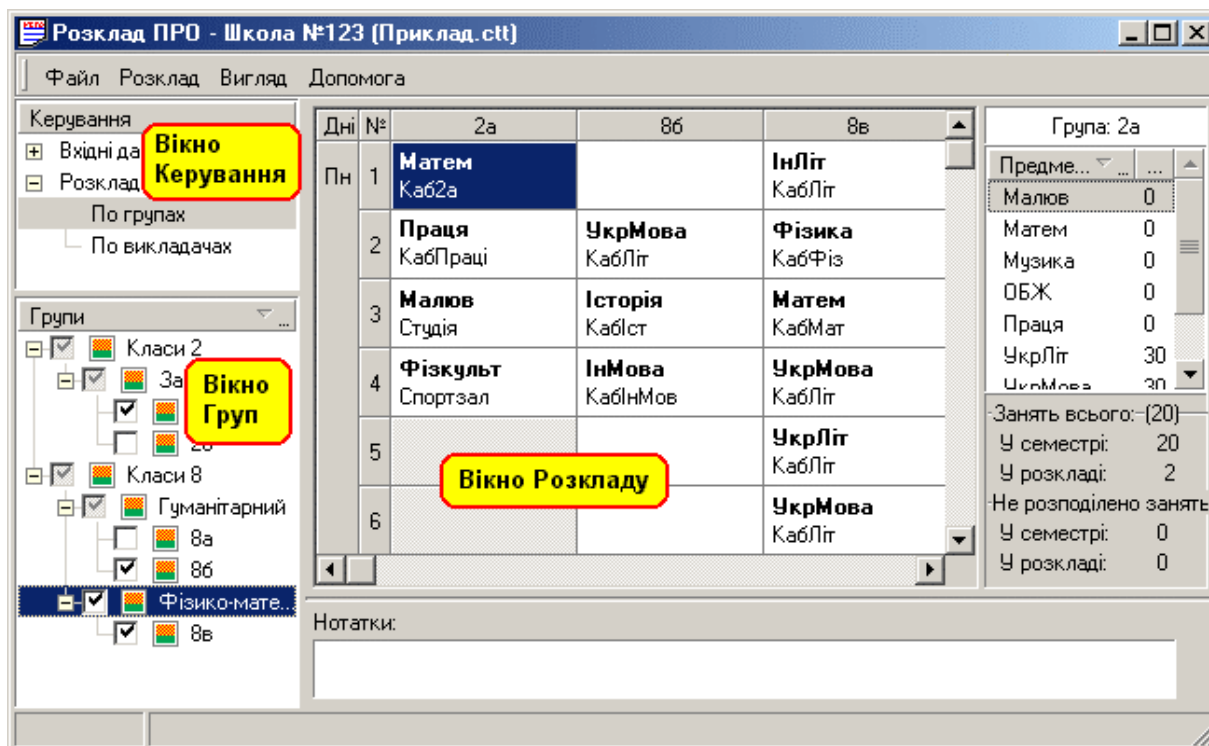 Розклад ПРО - Школа №123 (Приклад.ctt)
Файл Розклад Вигляд Допомога
Керування
Вхідні да
Розклад
По групах
По викладачах
Вікно
Керування
Групи ...
Класи 2
За
Класи 8
Гуманітарний
8а
8б
Фізико-мате...
8в
Вікно
Груп
Дні № 2а 8б 8в
Пн 1 Матем ІнЛіт
Каб2а КабЛіт
2 Праця УкрМова Фізика
КабПраці КабЛіт КабФіз
3 Малюв Історія Матем
Студія КабІст КабМат
4 Фізкульт ІнМова УкрМова
Спортзал КабІнМов КабЛіт
5 УкрЛіт
КабЛіт
6 УкрМова
КабЛіт
Вікно Розкладу
Група: 2а
Предме... ... ...
Малюв 0
Матем 0
Музика 0
ОБЖ 0
Праця 0
УкрЛіт 30
УкрМова 30
Занять всього: (20)
У семестрі: 20
У розкладі: 2
Не розподілено занять
У семестрі: 0
У розкладі: 0
Нотатки: